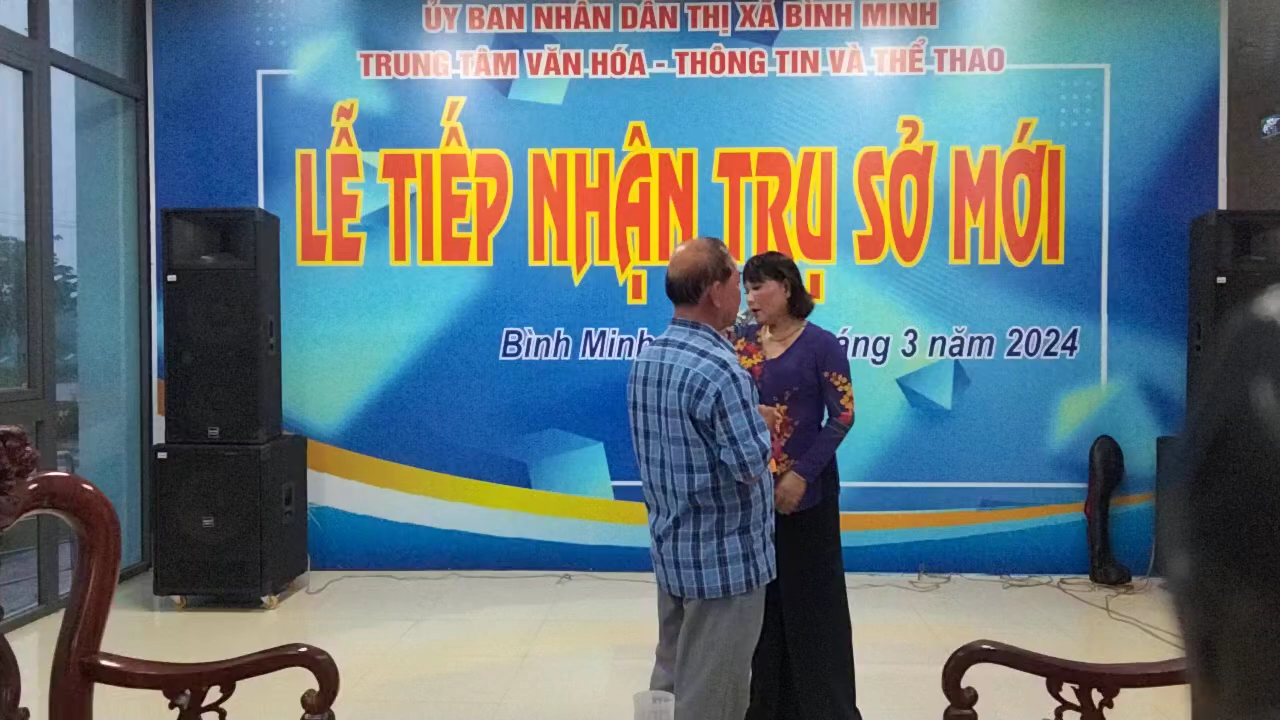 ỦY BAN NHÂN DÂN THỊ XÃ BÌNH MINH
TRUNG TÂM VĂN HÓA - THÔNG TIN VÀ THỂ THAO
LỄ TIẾP NHẬN TRỤ SỞ MỚI
Bình Minh 3 năm 2024